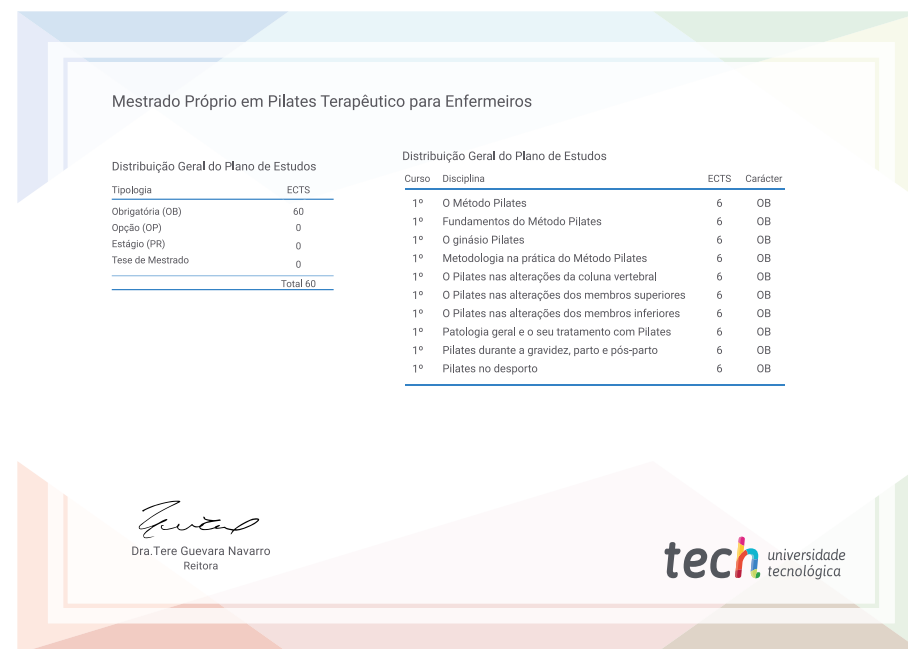 Mestrado Próprio em Pilates Terapêutico para Enfermeiros
Distribuição Geral do Plano de Estudos
Tipologia ECTS
Obrigatória (OB) 60
Opção (OP) 0
Estágio (PR) 0
Tese de Mestrado 0
Total 60
Distribuição Geral do Plano de Estudos
Curso Disciplina ECTS Carácter
1º O Método Pilates 6 OB
1º Fundamentos do Método Pilates 6 OB
1º O ginásio Pilates 6 OB
1º Metodologia na prática do Método Pilates 6 OB
1º O Pilates nas alterações da coluna vertebral 6 OB
1º O Pilates nas alterações dos membros superiores 6 OB
1º O Pilates nas alterações dos membros inferiores 6 OB
1º Patologia geral e o seu tratamento com Pilates 6 OB
1º Pilates durante a gravidez, parto e pós-parto 6 OB
1º Pilates no desporto 6 OB
Dra.Tere Guevara Navarro
Reitora
tech universidade
tecnológica